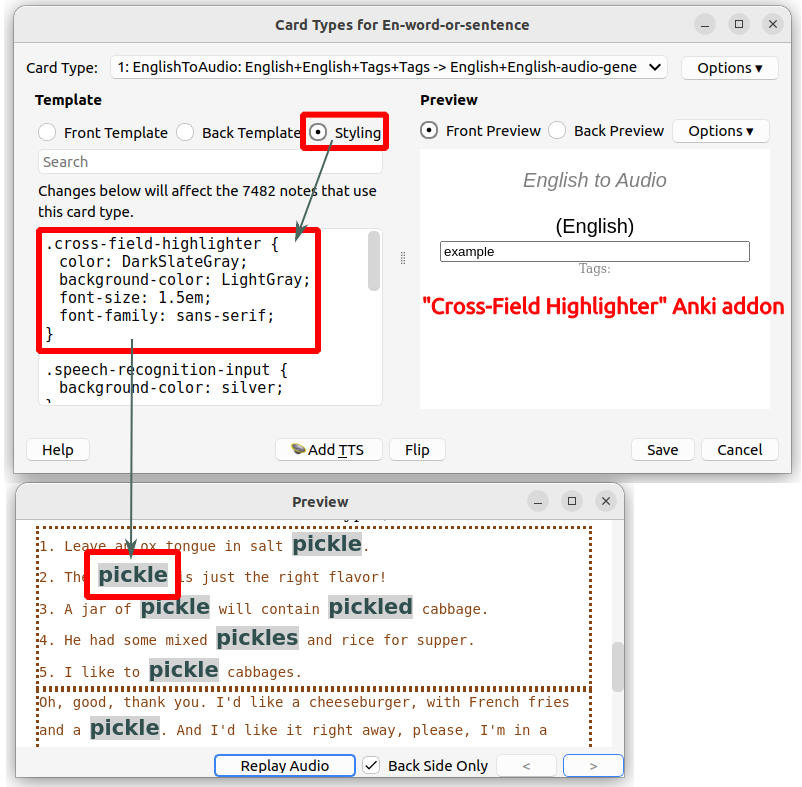 Card Types for En-word-or-sentence
Card Type: 1: EnglishToAudio: English+English+Tags+Tags -> English+English-audio-gene Options ▾
Template
Front Template Back Template Styling
Search
Changes below will affect the 7482 notes that use
this card type.
.cross-field-highlighter {
color: DarkSlateGray;
background-color: LightGray;
font-size: 1.5em;
font-family: sans-serif;
}
.speech-recognition-input {
background-color: silver;
Preview
Front Preview Back Preview Options ▾
English to Audio
(English)
example
Tags:
"Cross-Field Highlighter" Anki addon
Help Add TTS Flip Save Cancel
Preview
1. Leave an ox tongue in salt pickle.
2. The pickle is just the right flavor!
3. A jar of pickle will contain pickled cabbage.
4. He had some mixed pickles and rice for supper.
5. I like to pickle cabbages.
Oh, good, thank you. I'd like a cheeseburger, with French fries
and a pickle. And I'd like it right away, please, I'm in a
Replay Audio Back Side Only < >